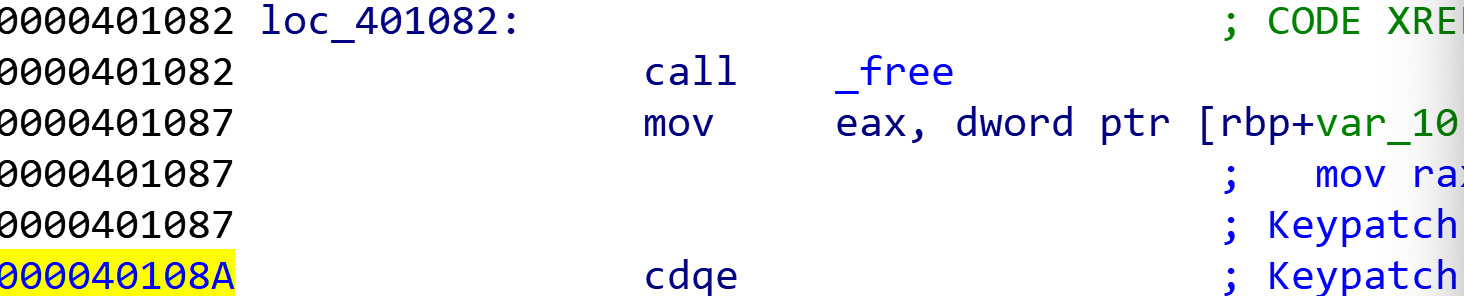 0000401082 loc_401082: ; CODE XREF
0000401082 call _free
0000401087 mov eax, dword ptr [rbp+var_10
0000401087 ; mov rax
0000401087 ; Keypatch
000040108A cdqe ; Keypatch